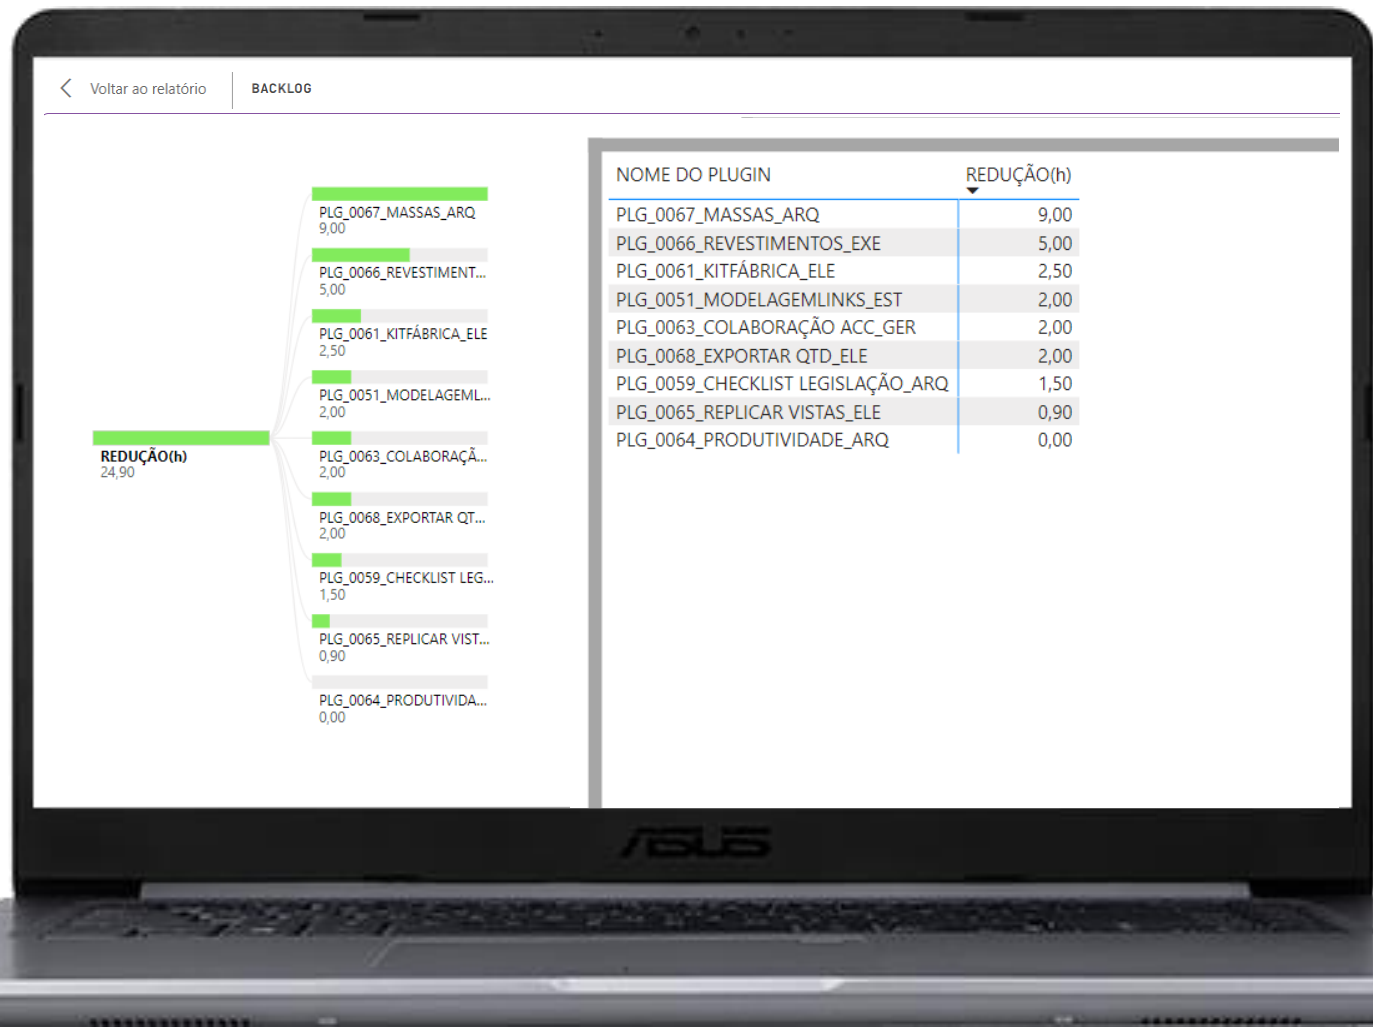 Voltar ao relatório
BACKLOG
PLG_0067_MASSAS_ARQ
9,00
PLG_0066_REVESTIMENT...
5,00
PLG_0061_KITFÁBRICA_ELE
2,50
PLG_0051_MODELAGEML...
2,00
REDUÇÃO(h)
24,90
PLG_0063_COLABORAÇÃ...
2,00
PLG_0068_EXPORTAR QT...
2,00
PLG_0059_CHECKLIST LEG...
1,50
PLG_0065_REPLICAR VIST...
0,90
PLG_0064_PRODUTIVIDA...
0,00
NOME DO PLUGIN REDUÇÃO(h)
PLG_0067_MASSAS_ARQ 9,00
PLG_0066_REVESTIMENTOS_EXE 5,00
PLG_0061_KITFÁBRICA_ELE 2,50
PLG_0051_MODELAGEMLINKS_EST 2,00
PLG_0063_COLABORAÇÃO ACC_GER 2,00
PLG_0068_EXPORTAR QTD_ELE 2,00
PLG_0059_CHECKLIST LEGISLAÇÃO_ARQ 1,50
PLG_0065_REPLICAR VISTAS_ELE 0,90
PLG_0064_PRODUTIVIDADE_ARQ 0,00
ASUS